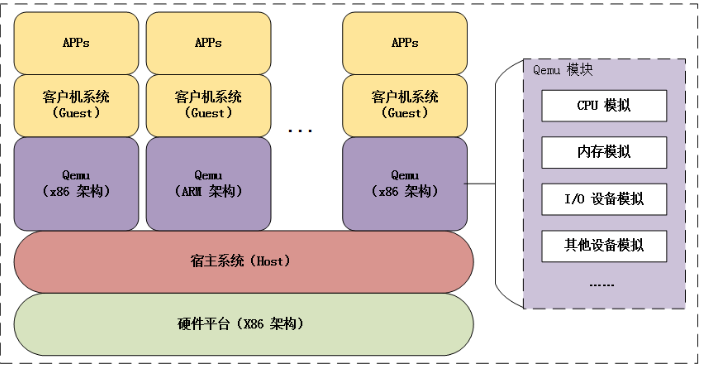 APPs
APPs
APPs
客户机系统
(Guest)
客户机系统
(Guest)
客户机系统
(Guest)
...
Qemu
(x86 架构)
Qemu
(ARM 架构)
Qemu
(x86 架构)
宿主系统(Host)
硬件平台(X86 架构)
Qemu 模块
CPU 模拟
内存模拟
I/O 设备模拟
其他设备模拟
......